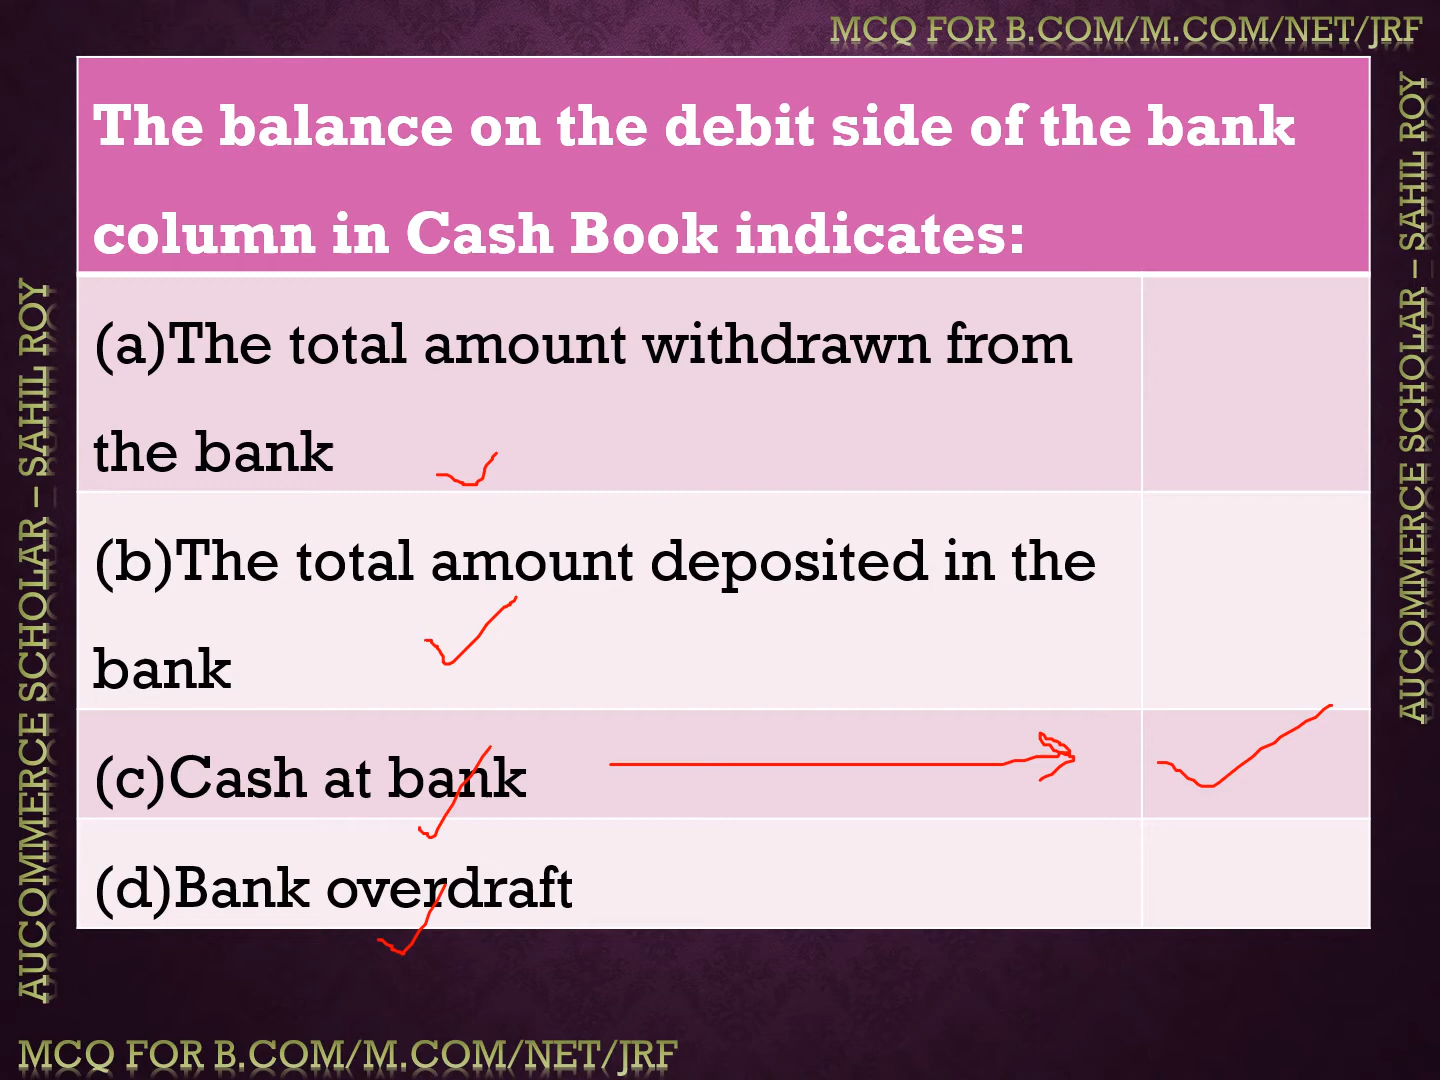 MCQ FOR B.COM/M.COM/NET/JRF
The balance on the debit side of the bank
column in Cash Book indicates:
(a)The total amount withdrawn from
the bank
(b)The total amount deposited in the
bank
(c)Cash at bank
(d)Bank overdraft
AUCOMMERCE SCHOLAR – SAHIL ROY
AUCOMMERCE SCHOLAR – SAHIL ROY
MCQ FOR B.COM/M.COM/NET/JRF